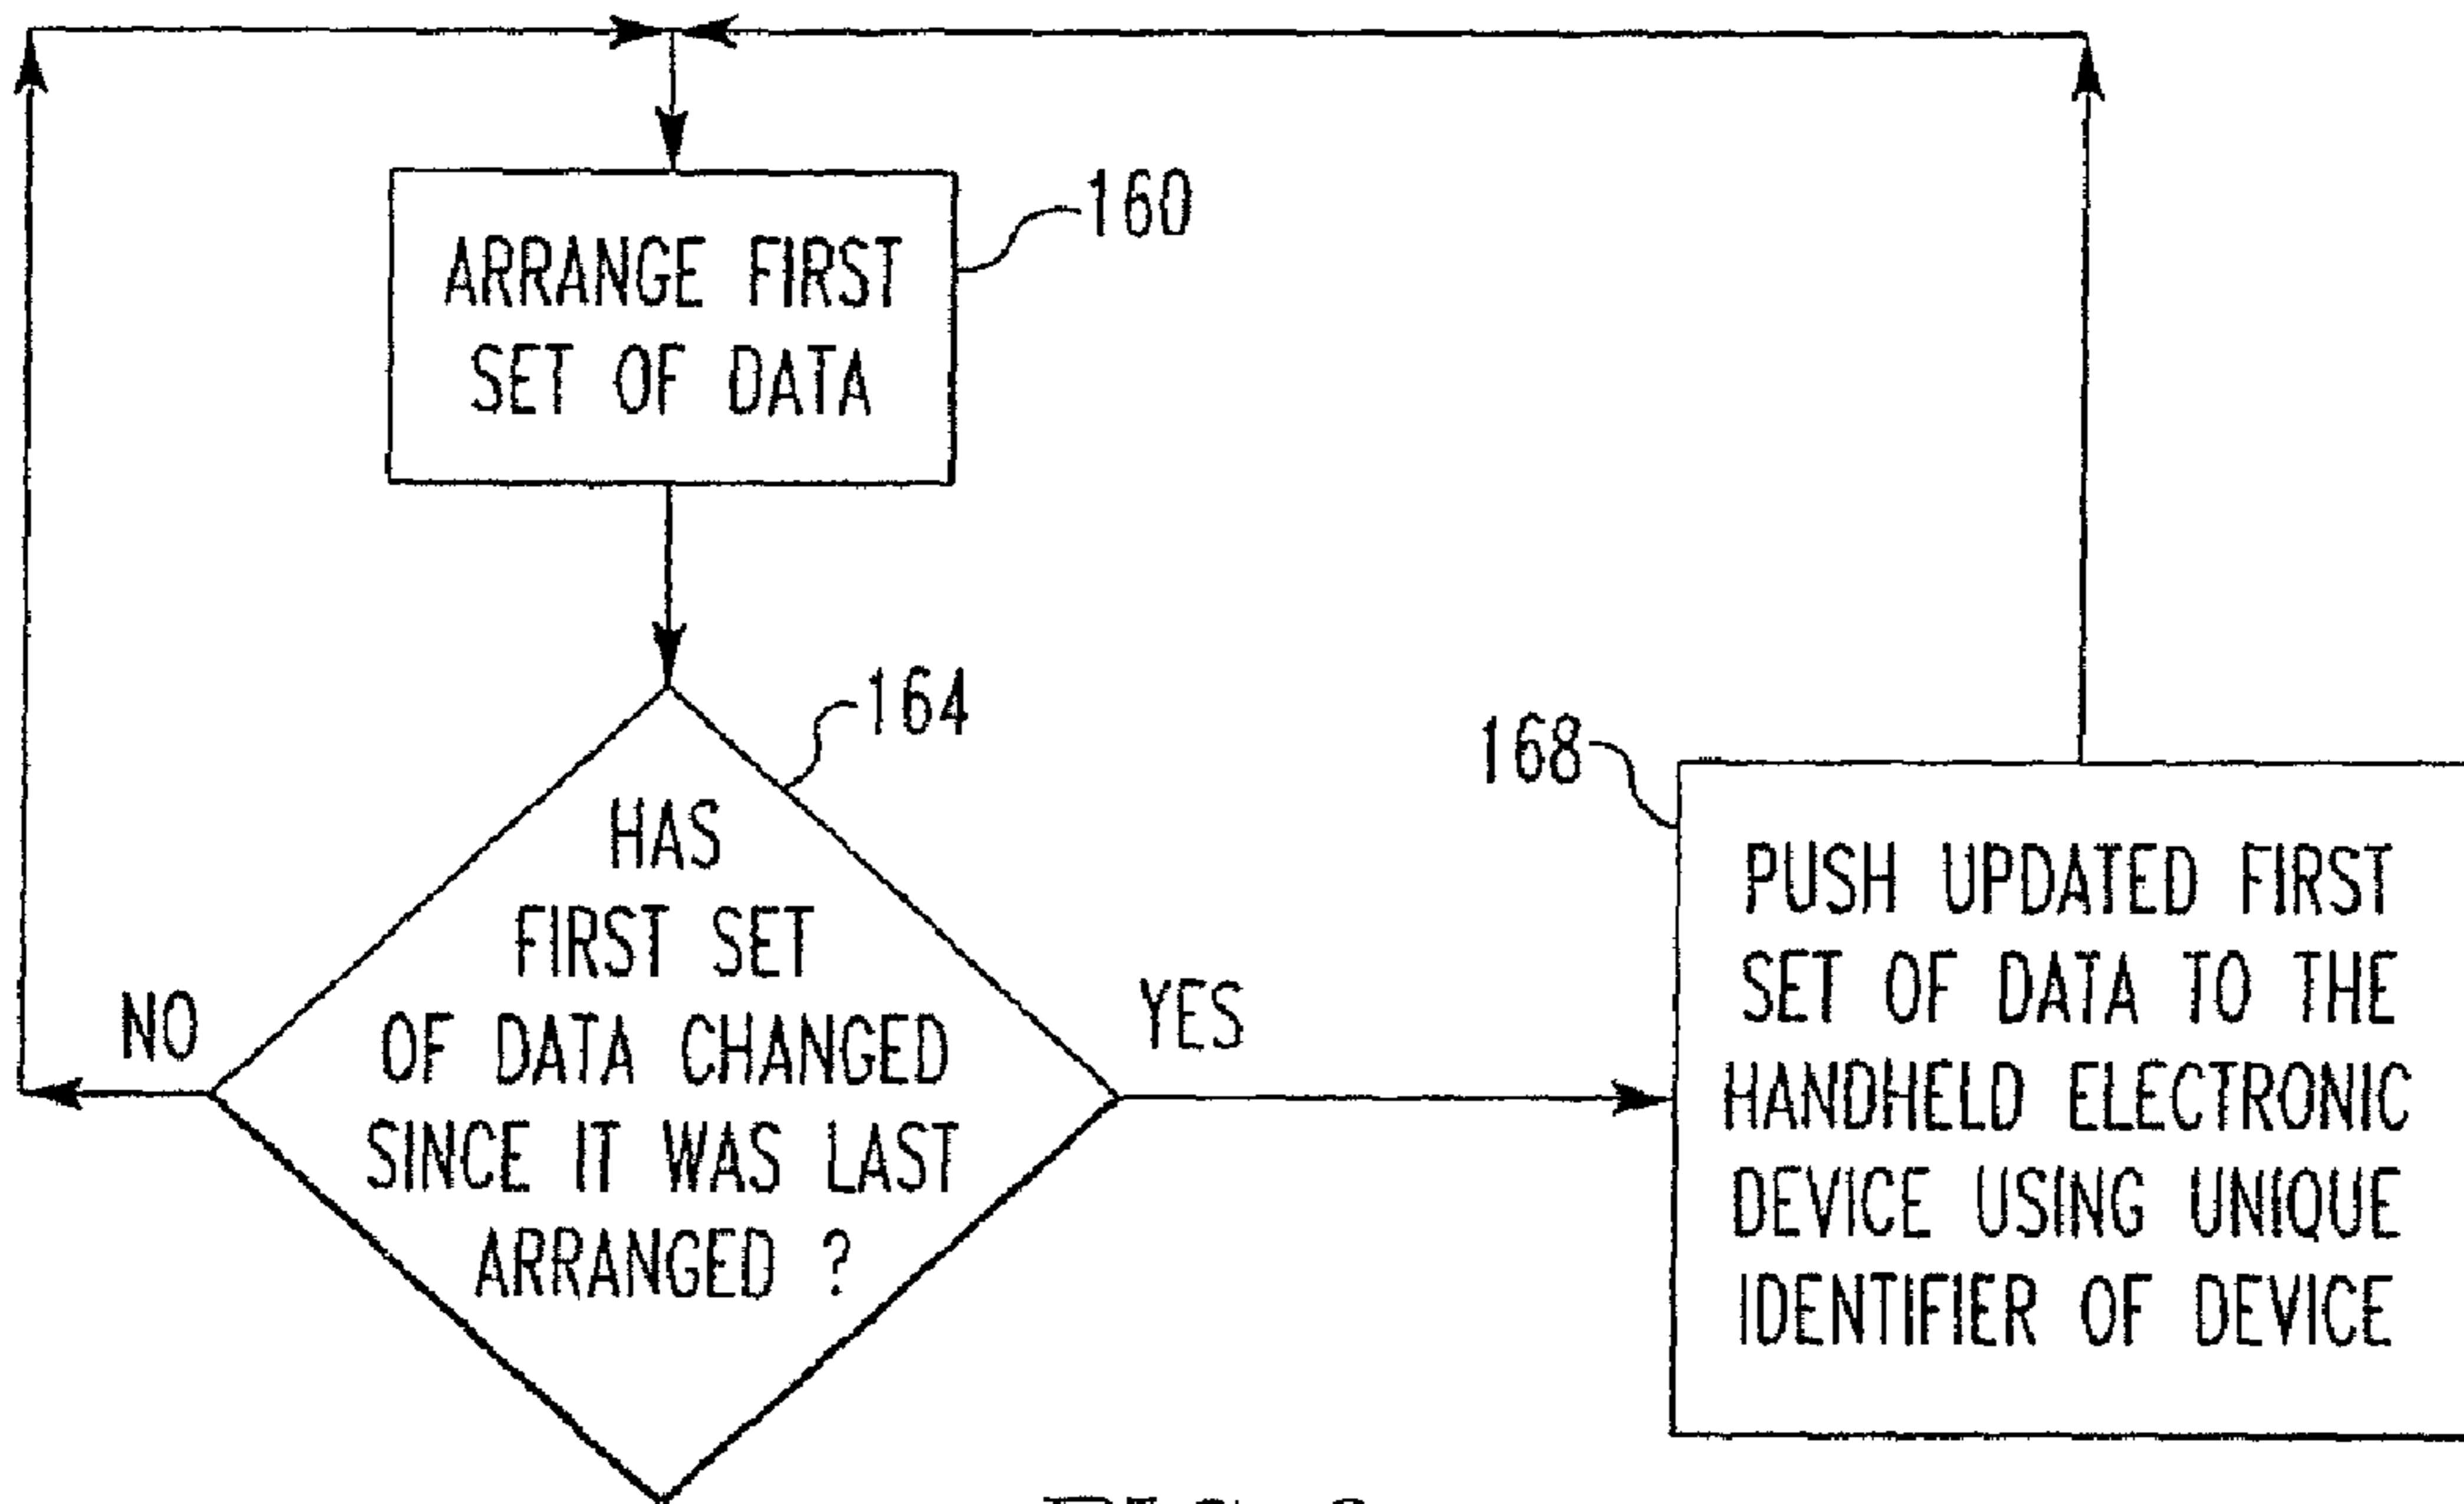 160
ARRANGE FIRST
SET OF DATA
164
HAS
FIRST SET
OF DATA CHANGED
SINCE IT WAS LAST
ARRANGED ?
NO
YES
168
PUSH UPDATED FIRST
SET OF DATA TO THE
HANDHELD ELECTRONIC
DEVICE USING UNIQUE
IDENTIFIER OF DEVICE